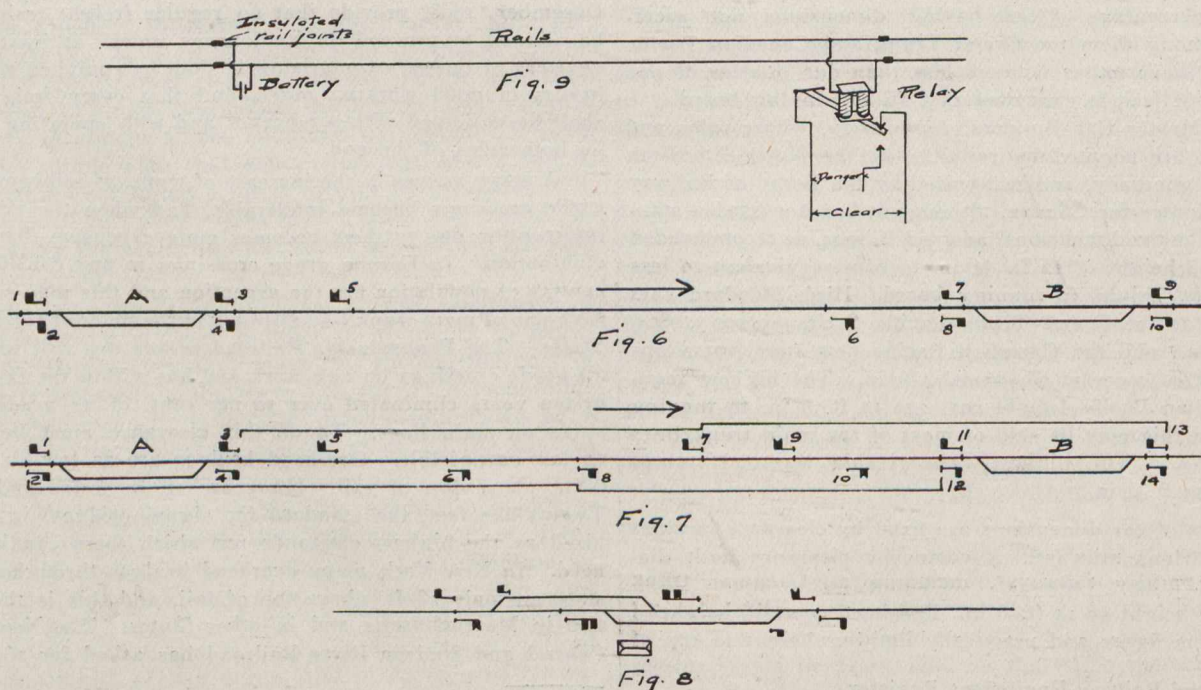 Insulated
rail joints
Rails
Battery
Fig. 9
Relay
Danger
Clear
1 A 3 5 7 B 9
2 4 6 8 10
Fig. 6
1 A 3 5 7 9 11 B 13
2 4 6 8 10 12 14
Fig. 7
Fig. 8